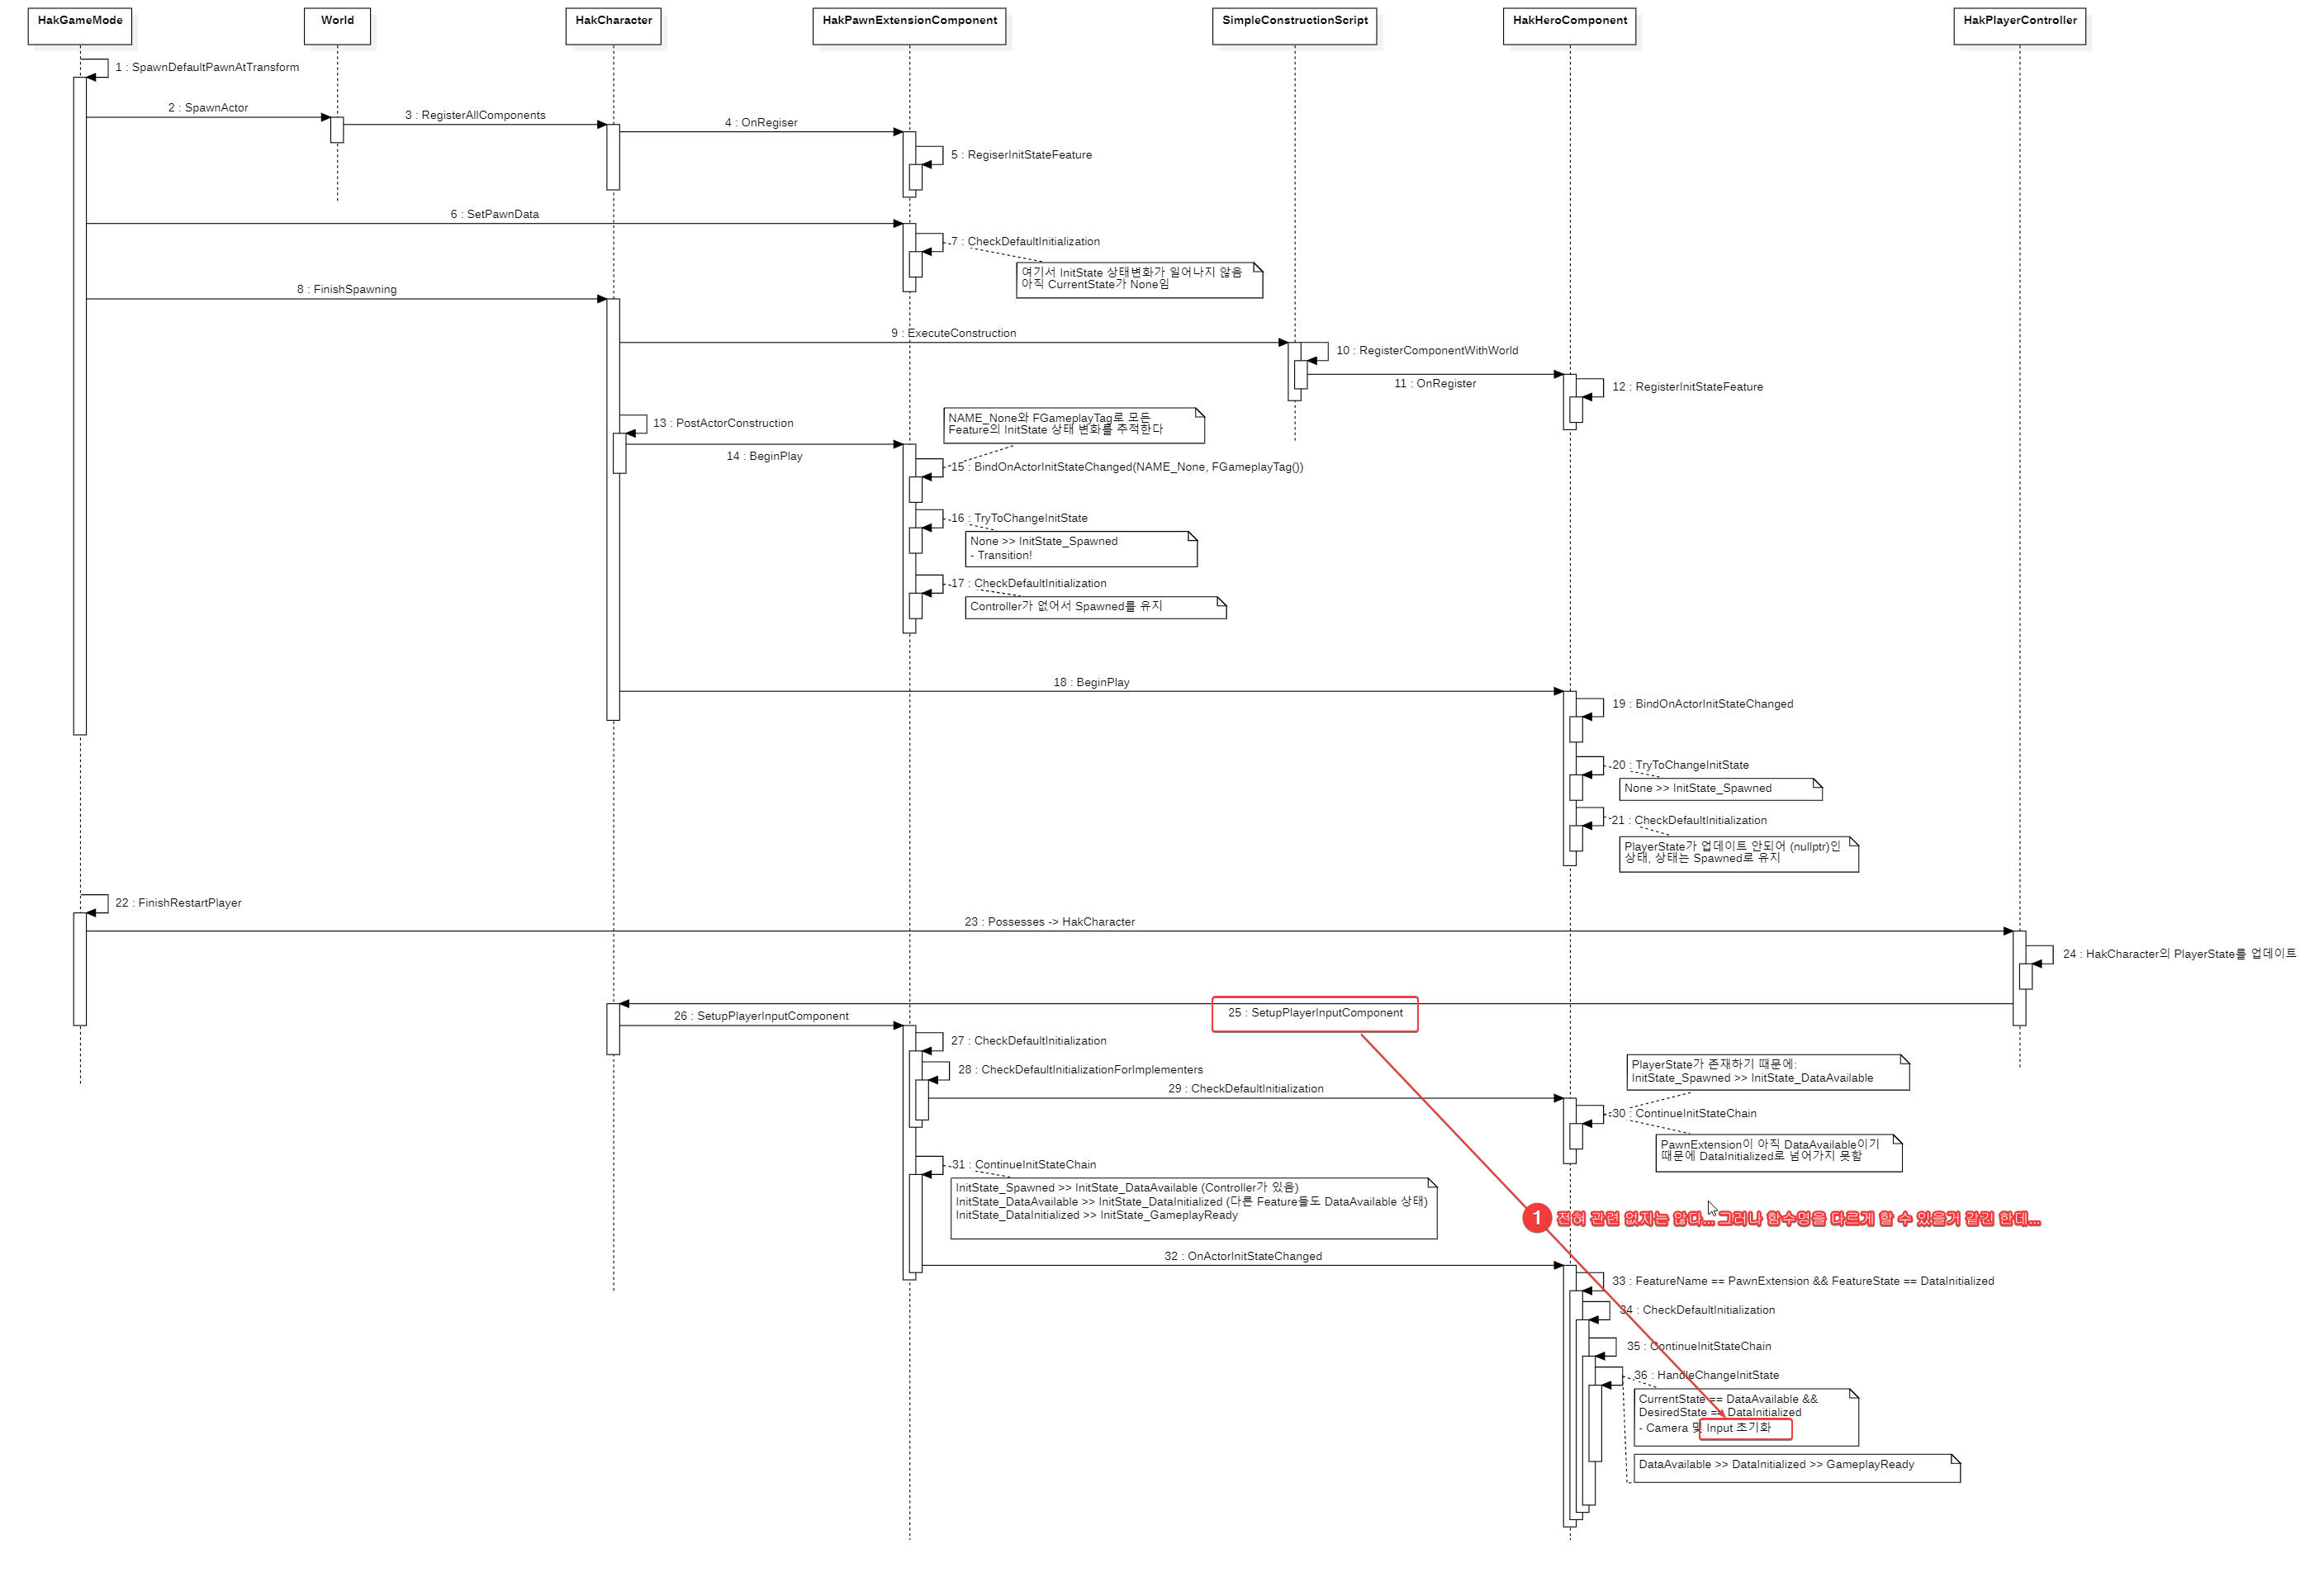 HakGameMode
World
HakCharacter
HakPawnExtensionComponent
SimpleConstructionScript
HakHeroComponent
HakPlayerController
1 : SpawnDefaultPawnAtTransform
2 : SpawnActor
3 : RegisterAllComponents
4 : OnRegiser
5 : RegiserInitStateFeature
6 : SetPawnData
7 : CheckDefaultInitialization
여기서 InitState 상태변화가 일어나지 않음
아직 CurrentState가 None임
8 : FinishSpawning
9 : ExecuteConstruction
10 : RegisterComponentWithWorld
11 : OnRegister
12 : RegisterInitStateFeature
13 : PostActorConstruction
NAME_None와 FGameplayTag로 모든
Feature의 InitState 상태 변화를 추적한다
14 : BeginPlay
15 : BindOnActorInitStateChanged(NAME_None, FGameplayTag())
16 : TryToChangeInitState
None >> InitState_Spawned
- Transition!
17 : CheckDefaultInitialization
Controller가 없어서 Spawned를 유지
18 : BeginPlay
19 : BindOnActorInitStateChanged
20 : TryToChangeInitState
None >> InitState_Spawned
21 : CheckDefaultInitialization
PlayerState가 업데이트 안되어 (nullptr)인
상태, 상태는 Spawned로 유지
22 : FinishRestartPlayer
23 : Possesses -> HakCharacter
24 : HakCharacter의 PlayerState를 업데이트
25 : SetupPlayerInputComponent
26 : SetupPlayerInputComponent
27 : CheckDefaultInitialization
28 : CheckDefaultInitializationForImplementers
29 : CheckDefaultInitialization
PlayerState가 존재하기 때문에:
InitState_Spawned >> InitState_DataAvailable
30 : ContinueInitStateChain
PawnExtension이 아직 DataAvailable이기
때문에 DataInitialized로 넘어가지 못함
31 : ContinueInitStateChain
InitState_Spawned >> InitState_DataAvailable (Controller가 있음)
InitState_DataAvailable >> InitState_DataInitialized (다른 Feature들도 DataAvailable 상태)
InitState_DataInitialized >> InitState_GameplayReady
1 전혀 관련 없지는 않다... 그러나 함수명을 다르게 할 수 있을거 같긴 한데...
32 : OnActorInitStateChanged
33 : FeatureName == PawnExtension && FeatureState == DataInitialized
34 : CheckDefaultInitialization
35 : ContinueInitStateChain
36 : HandleChangeInitState
CurrentState == DataAvailable &&
DesiredState == DataInitialized
- Camera 및 Input 초기화
DataAvailable >> DataInitialized >> GameplayReady